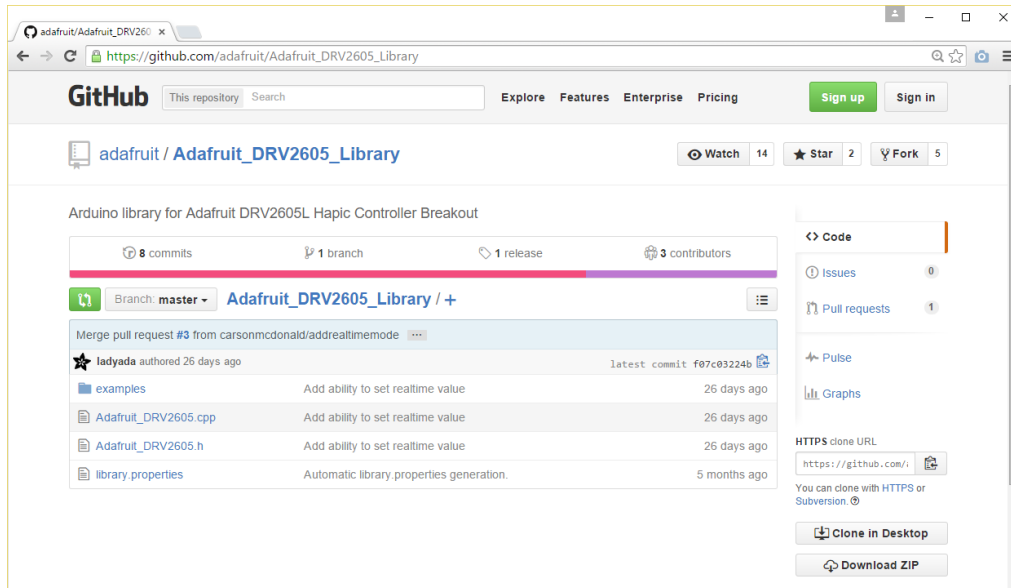 adafruit/Adafruit_DRV260
https://github.com/adafruit/Adafruit_DRV2605_Library
GitHub This repository Search Explore Features Enterprise Pricing Sign up Sign in
adafruit / Adafruit_DRV2605_Library Watch 14 Star 2 Fork 5
Arduino library for Adafruit DRV2605L Hapic Controller Breakout
8 commits 1 branch 1 release 3 contributors
Branch: master Adafruit_DRV2605_Library / +
Merge pull request #3 from carsonmcdonald/addrealtimemode ...
ladyada authored 26 days ago latest commit f07c03224b
examples Add ability to set realtime value 26 days ago
Adafruit_DRV2605.cpp Add ability to set realtime value 26 days ago
Adafruit_DRV2605.h Add ability to set realtime value 26 days ago
library.properties Automatic library.properties generation. 5 months ago
<> Code
Issues 0
Pull requests 1
Pulse
Graphs
HTTPS clone URL
https://github.com/
You can clone with HTTPS or
Subversion.
Clone in Desktop
Download ZIP